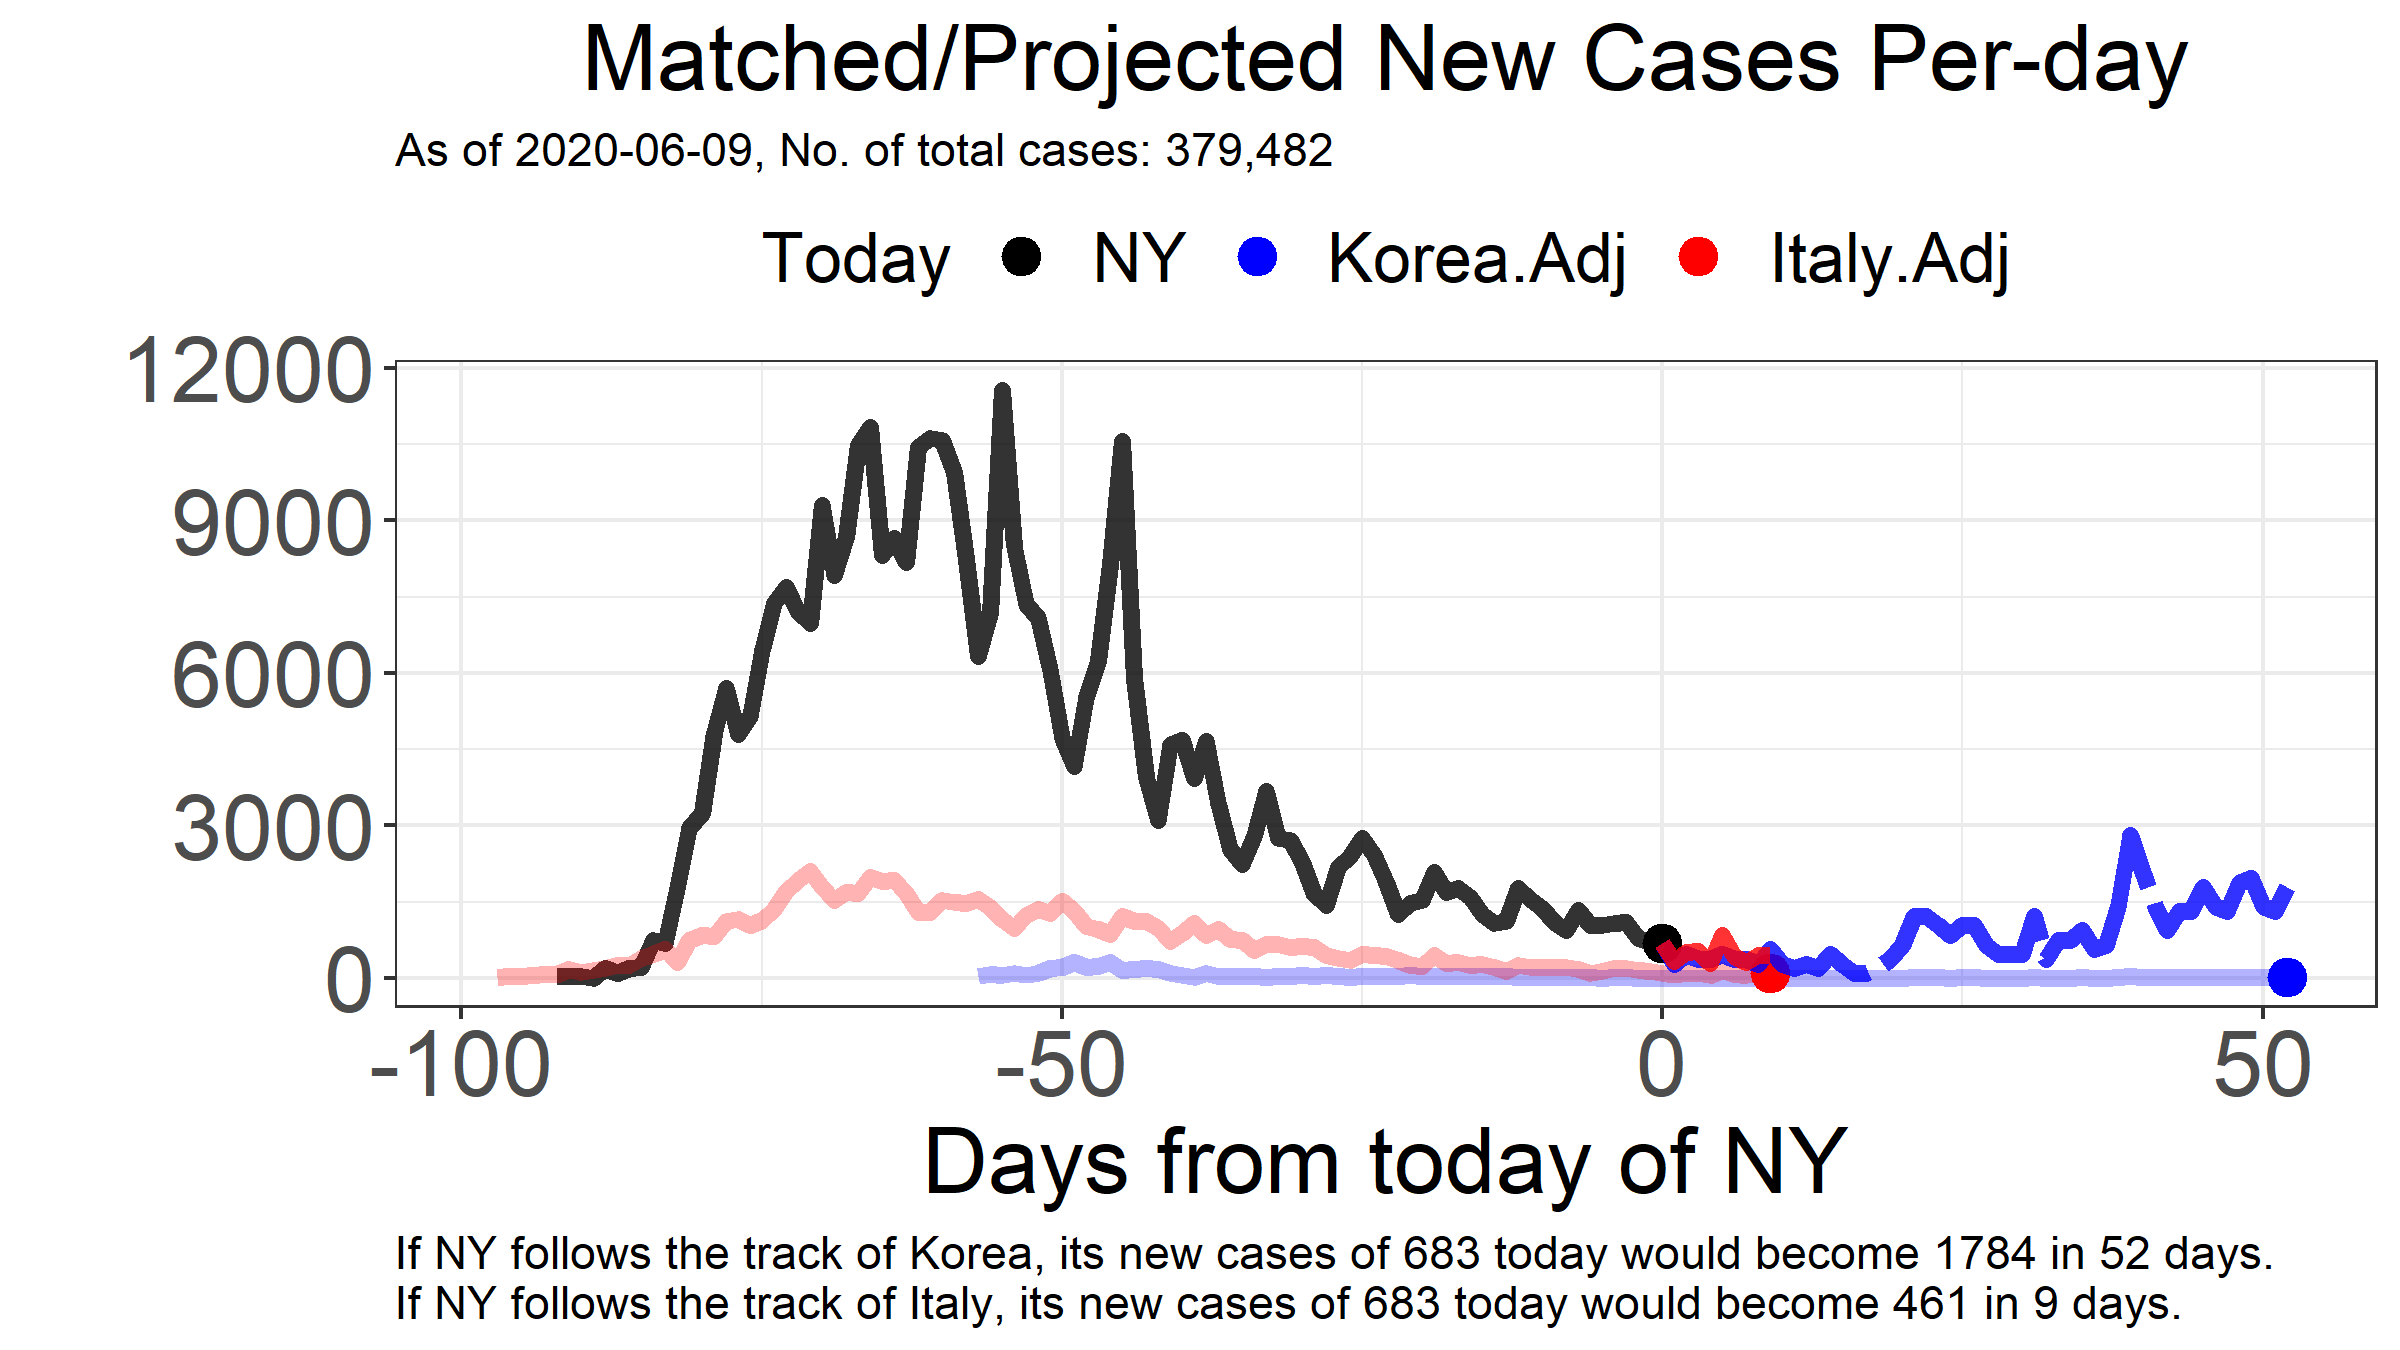 Matched/Projected New Cases Per-day
As of 2020-06-09, No. of total cases: 379,482
Today NY Korea.Adj Italy.Adj
12000
9000
6000
3000
0
-100 -50 0 50
Days from today of NY
If NY follows the track of Korea, its new cases of 683 today would become 1784 in 52 days.
If NY follows the track of Italy, its new cases of 683 today would become 461 in 9 days.